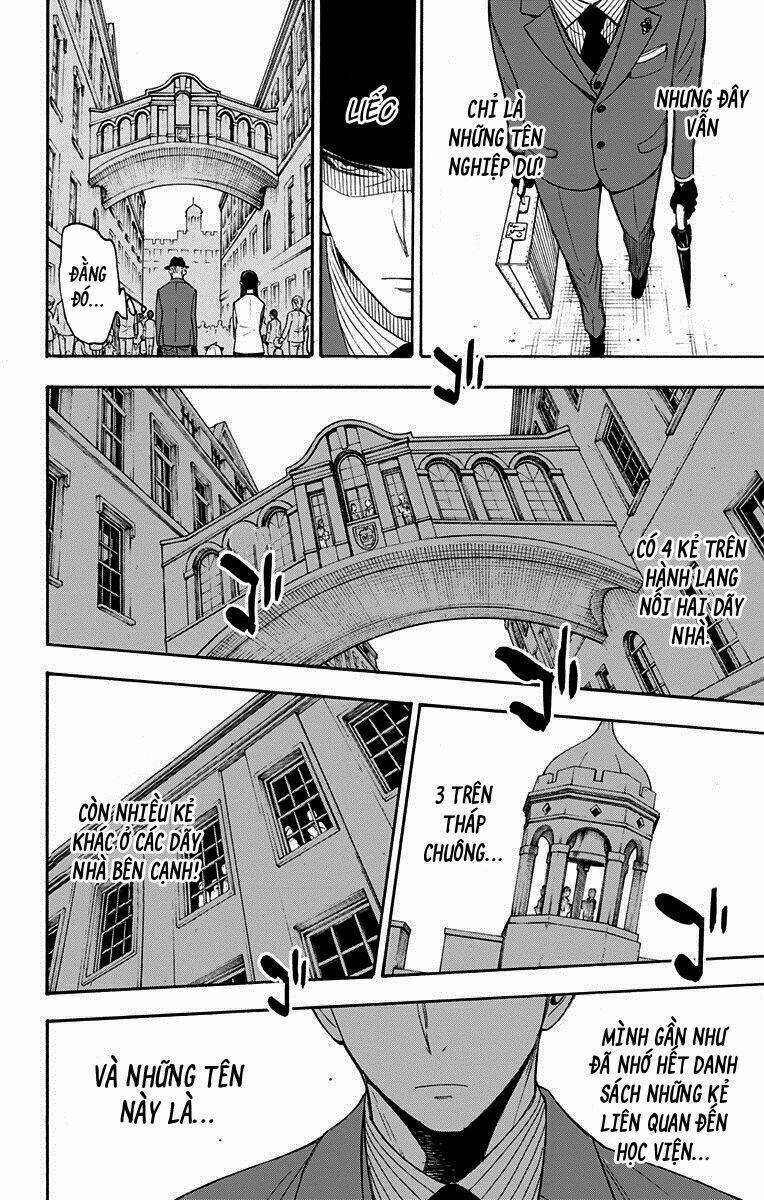 NHƯNG ĐÂY
VẪN
CHỈ LÀ
NHỮNG TÊN
NGHIỆP DƯ!
LIẾC
ĐẰNG
ĐÓ...
CÓ 4 KẺ TRÊN
HÀNH LANG
NỐI HAI DÃY
NHÀ.
3 TRÊN
THÁP
CHUÔNG...
CÒN NHIỀU KẺ
KHÁC Ở CÁC DÃY
NHÀ BÊN CẠNH!
MÌNH GẦN NHƯ
ĐÃ NHỚ HẾT DANH
SÁCH NHỮNG KẺ
LIÊN QUAN ĐẾN
HỌC VIỆN...
VÀ NHỮNG TÊN
NÀY LÀ...